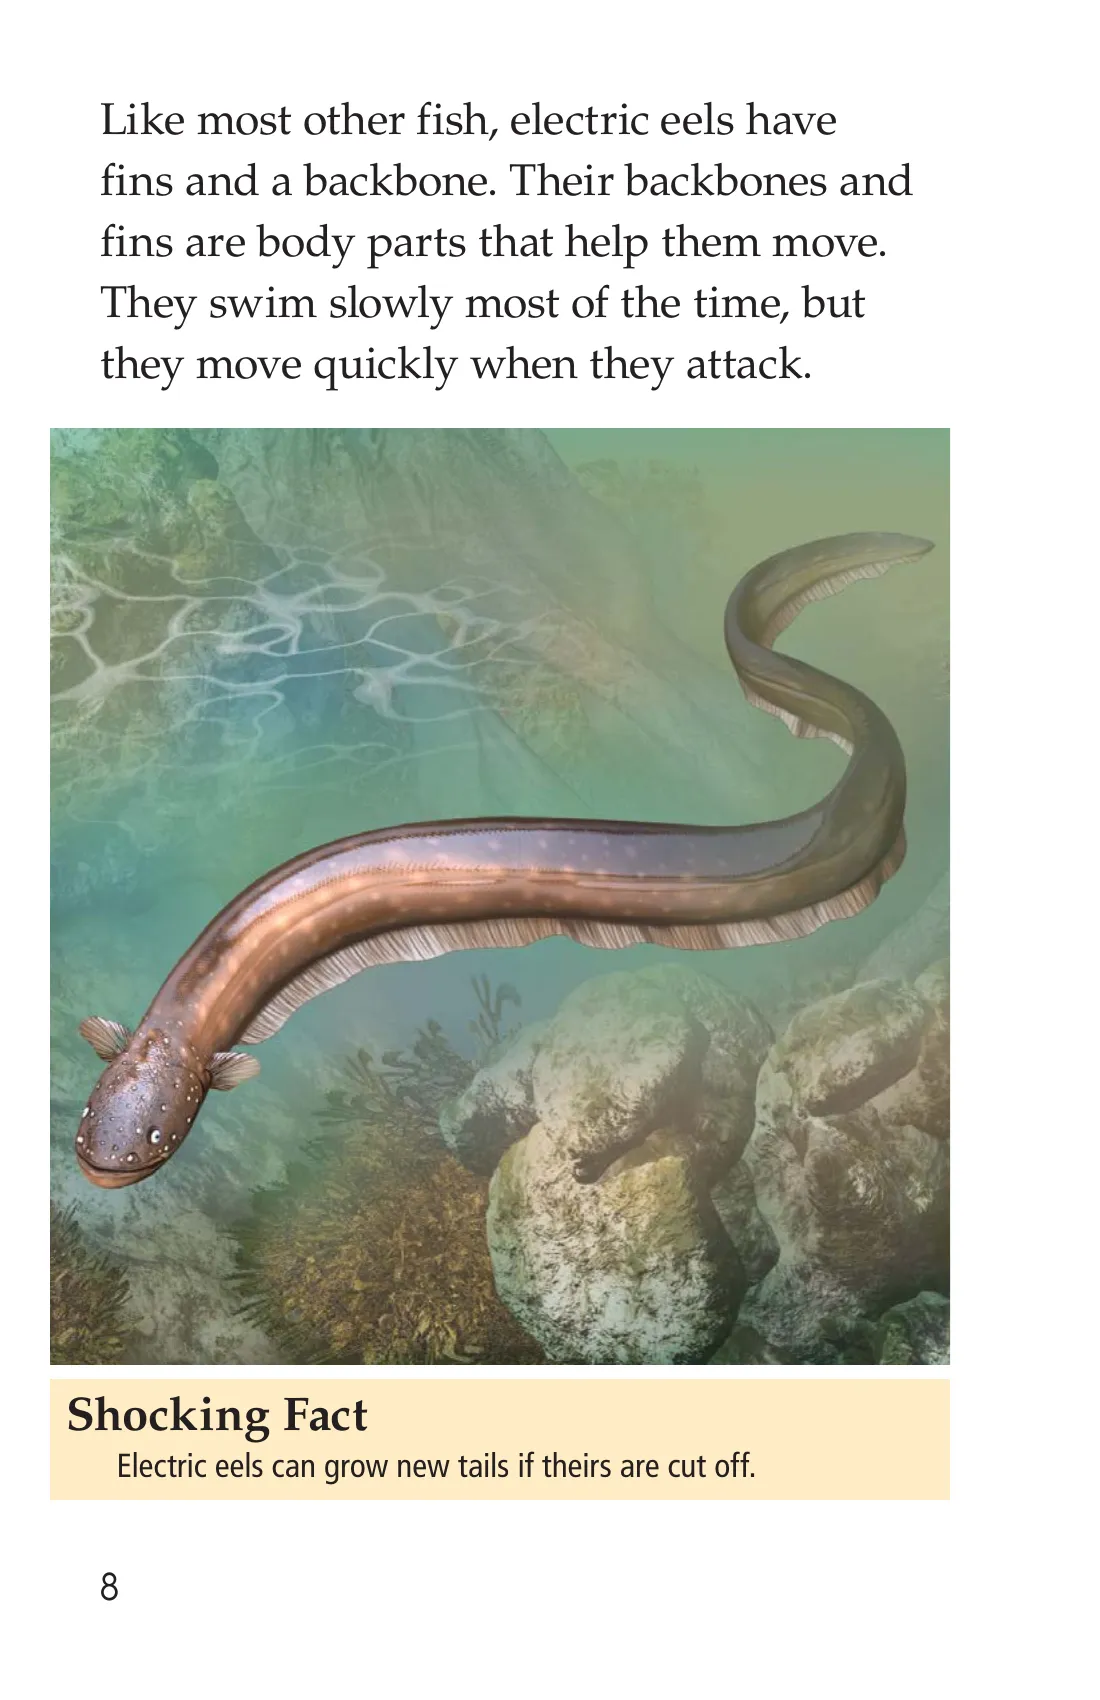 Like most other fish, electric eels have
fins and a backbone. Their backbones and
fins are body parts that help them move.
They swim slowly most of the time, but
they move quickly when they attack.
Shocking Fact
Electric eels can grow new tails if theirs are cut off.
8